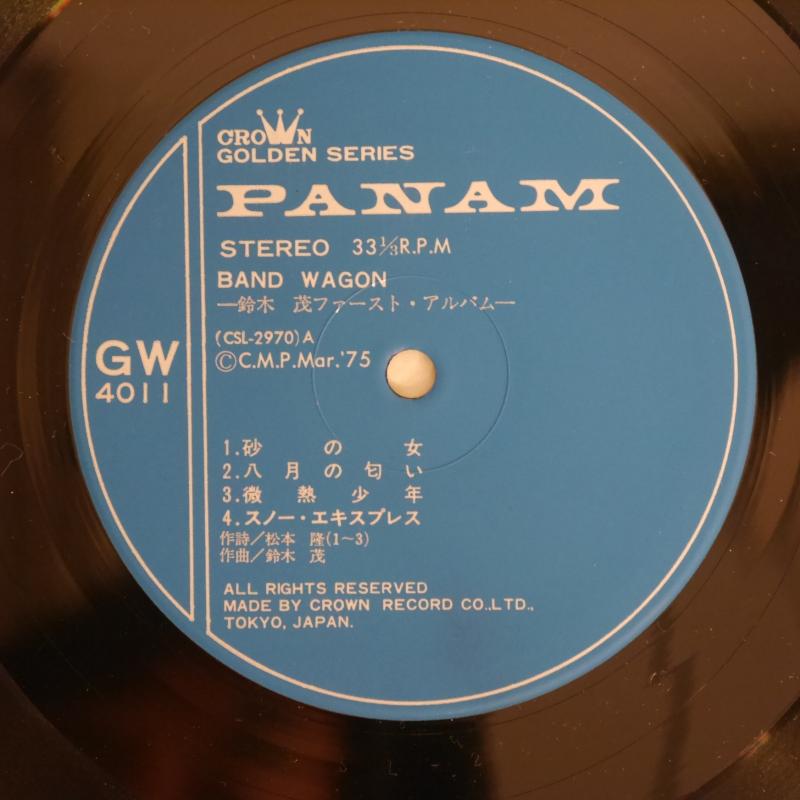 CROWN
GOLDEN SERIES
PANAM
STEREO 33⅓R.P.M
BAND WAGON
—鈴木 茂ファースト・アルバム—
(CSL-2970)A
©C.M.P.Mar.'75
GW
4011
1.砂の女
2.八月の匂い
3.微熱少年
4.スノー・エキスプレス
作詩/松本 隆(1~3)
作曲/鈴木 茂
ALL RIGHTS RESERVED
MADE BY CROWN RECORD CO.,LTD.,
TOKYO, JAPAN.